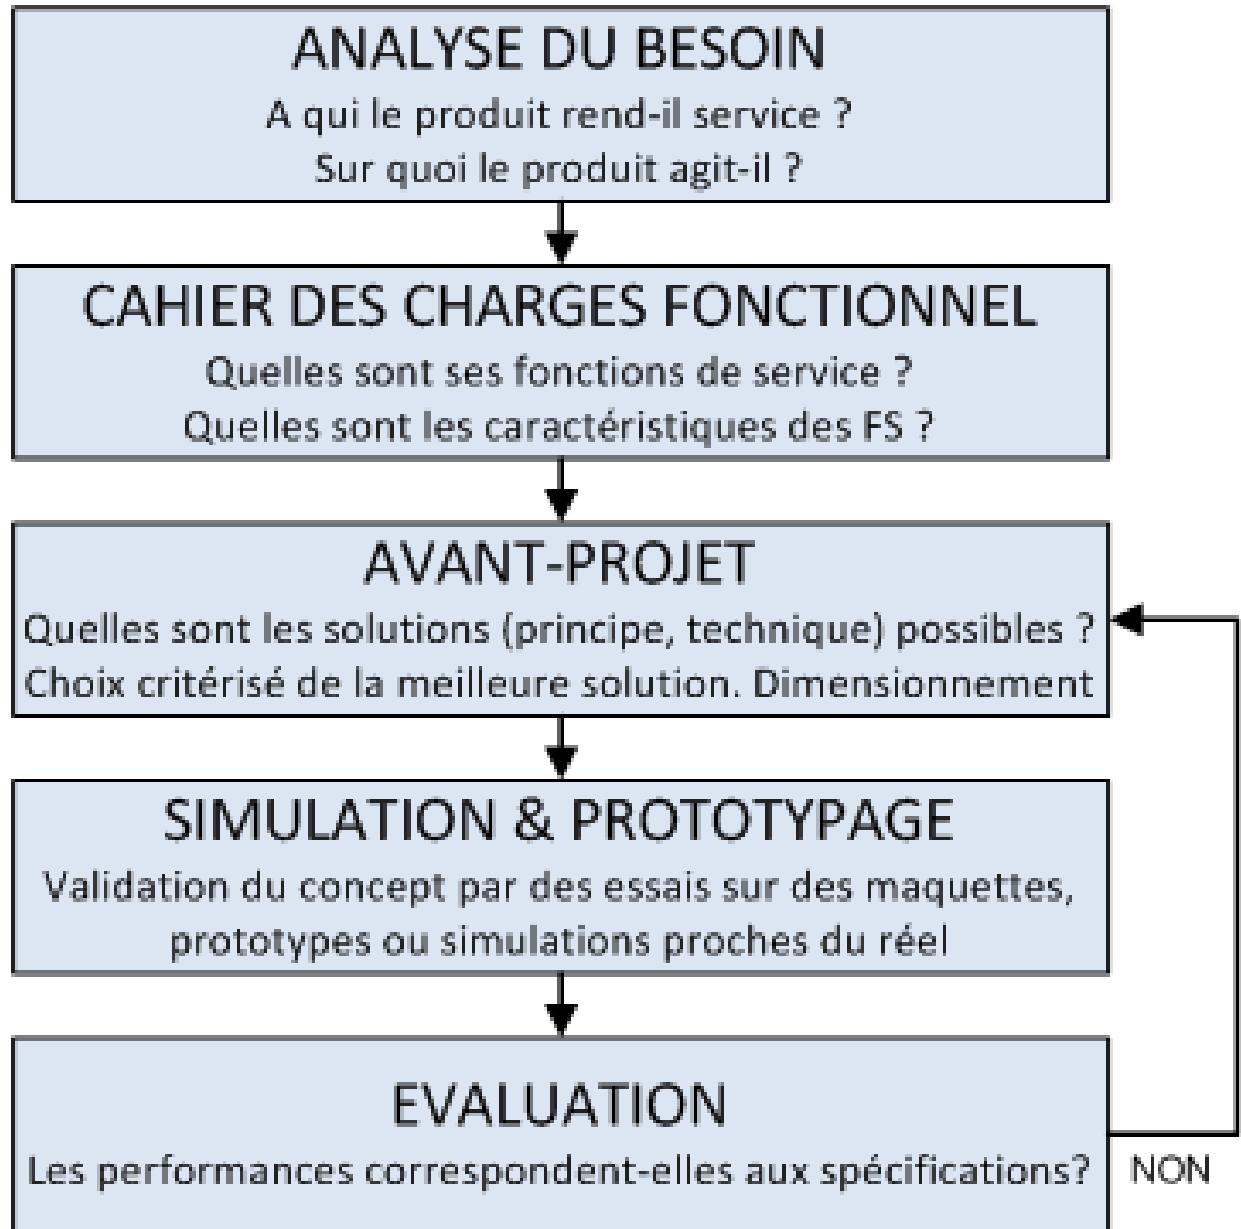 ANALYSE DU BESOIN
A qui le produit rend-il service ?
Sur quoi le produit agit-il ?
CAHIER DES CHARGES FONCTIONNEL
Quelles sont ses fonctions de service ?
Quelles sont les caractéristiques des FS ?
AVANT-PROJET
Quelles sont les solutions (principe, technique) possibles ?
Choix critérisé de la meilleure solution. Dimensionnement
SIMULATION & PROTOTYPAGE
Validation du concept par des essais sur des maquettes,
prototypes ou simulations proches du réel
EVALUATION
Les performances correspondent-elles aux spécifications?
NON